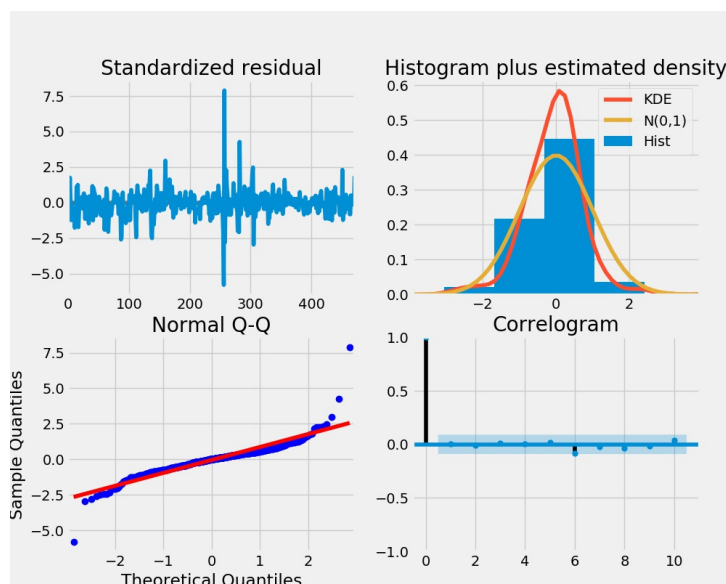 Standardized residual
7.5
5.0
2.5
0.0
−2.5
−5.0
0 100 200 300 400
Histogram plus estimated density
KDE
N(0,1)
Hist
0.6
0.5
0.4
0.3
0.2
0.1
0.0
−2 0 2
Normal Q-Q
Sample Quantiles
7.5
5.0
2.5
0.0
−2.5
−5.0
−2 −1 0 1 2
Theoretical Quantiles
Correlogram
1.0
0.5
0.0
−0.5
−1.0
0 2 4 6 8 10